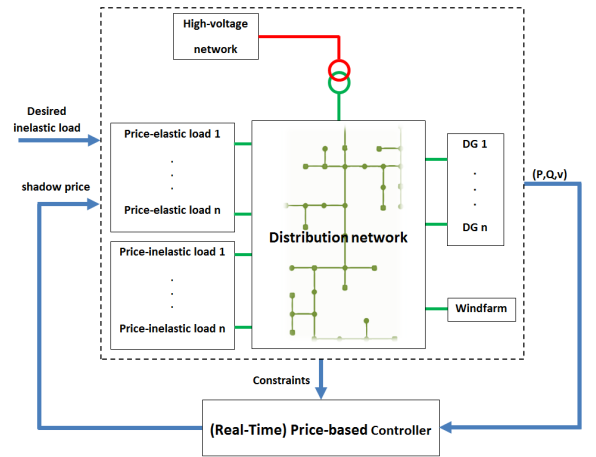 High-voltage
network
Desired
inelastic load
shadow price
Price-elastic load 1
.
.
.
Price-elastic load n
Price-inelastic load 1
.
.
.
Price-inelastic load n
Distribution network
DG 1
.
.
.
DG n
Windfarm
(P,Q,v)
Constraints
(Real-Time) Price-based Controller